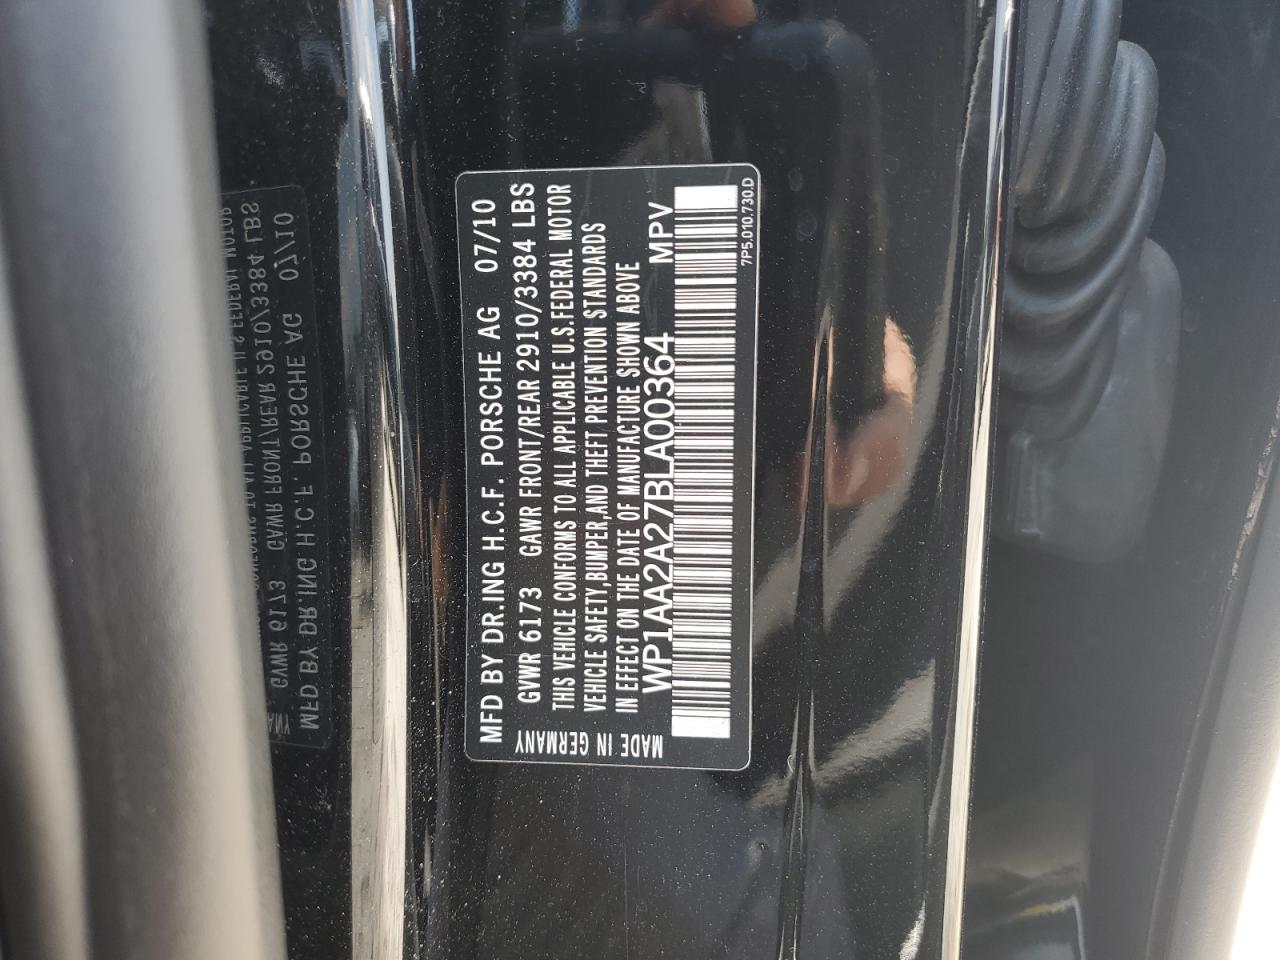 MFD BY DR.ING H.C.F. PORSCHE AG 07/10
GVWR 6173 GAWR FRONT/REAR 2910/3384 LBS
THIS VEHICLE CONFORMS TO ALL APPLICABLE U.S.FEDERAL MOTOR
VEHICLE SAFETY,BUMPER,AND THEFT PREVENTION STANDARDS
IN EFFECT ON THE DATE OF MANUFACTURE SHOWN ABOVE
WP1AA2A27BLA00364 MPV
MADE IN GERMANY
7P5.010.730.D